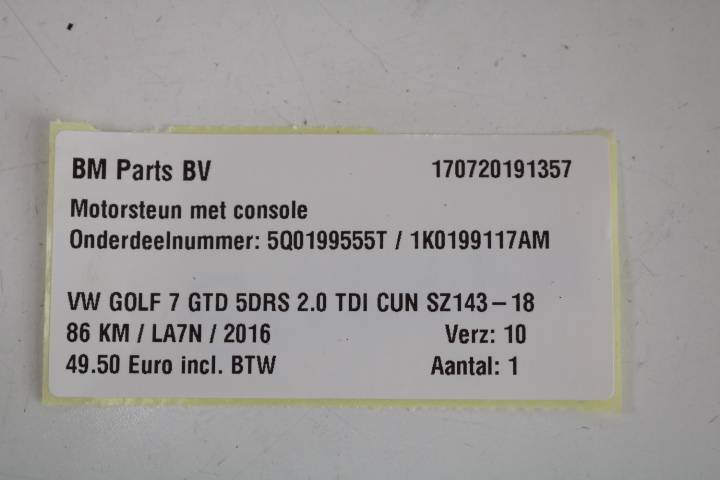 BM Parts BV 170720191357
Motorsteun met console
Onderdeelnummer: 5Q0199555T / 1K0199117AM
VW GOLF 7 GTD 5DRS 2.0 TDI CUN SZ143-18
86 KM / LA7N / 2016 Verz: 10
49.50 Euro incl. BTW Aantal: 1